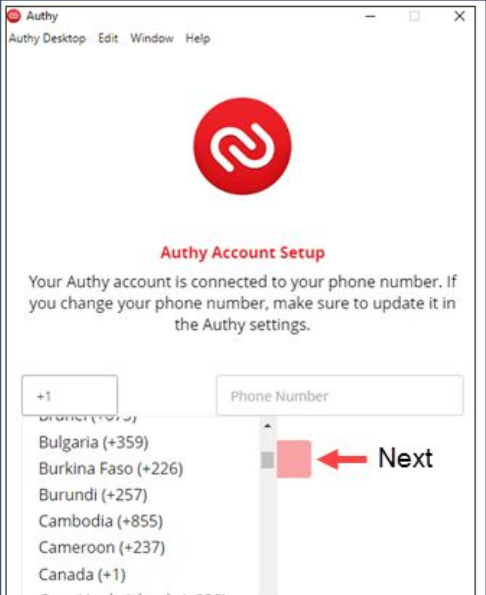 Authy
Authy Desktop Edit Window Help
Authy Account Setup
Your Authy account is connected to your phone number. If
you change your phone number, make sure to update it in
the Authy settings.
+1 Phone Number
Bulgaria (+359)
Burkina Faso (+226)
Next
Burundi (+257)
Cambodia (+855)
Cameroon (+237)
Canada (+1)